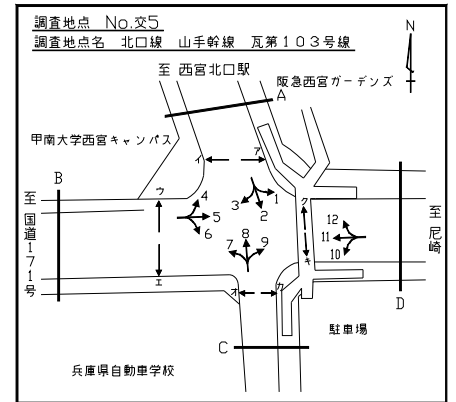 調査地点 No.交5
調査地点名 北口線 山手幹線 瓦第103号線
N
至 西宮北口駅
阪急西宮ガーデンズ
A
甲南大学西宮キャンパス
B
至国道171号
ア
イ
ウ
エ
オ
カ
キ
ク
1
2
3
4
5
6
7
8
9
10
11
12
至尼崎
D
C
駐車場
兵庫県自動車学校